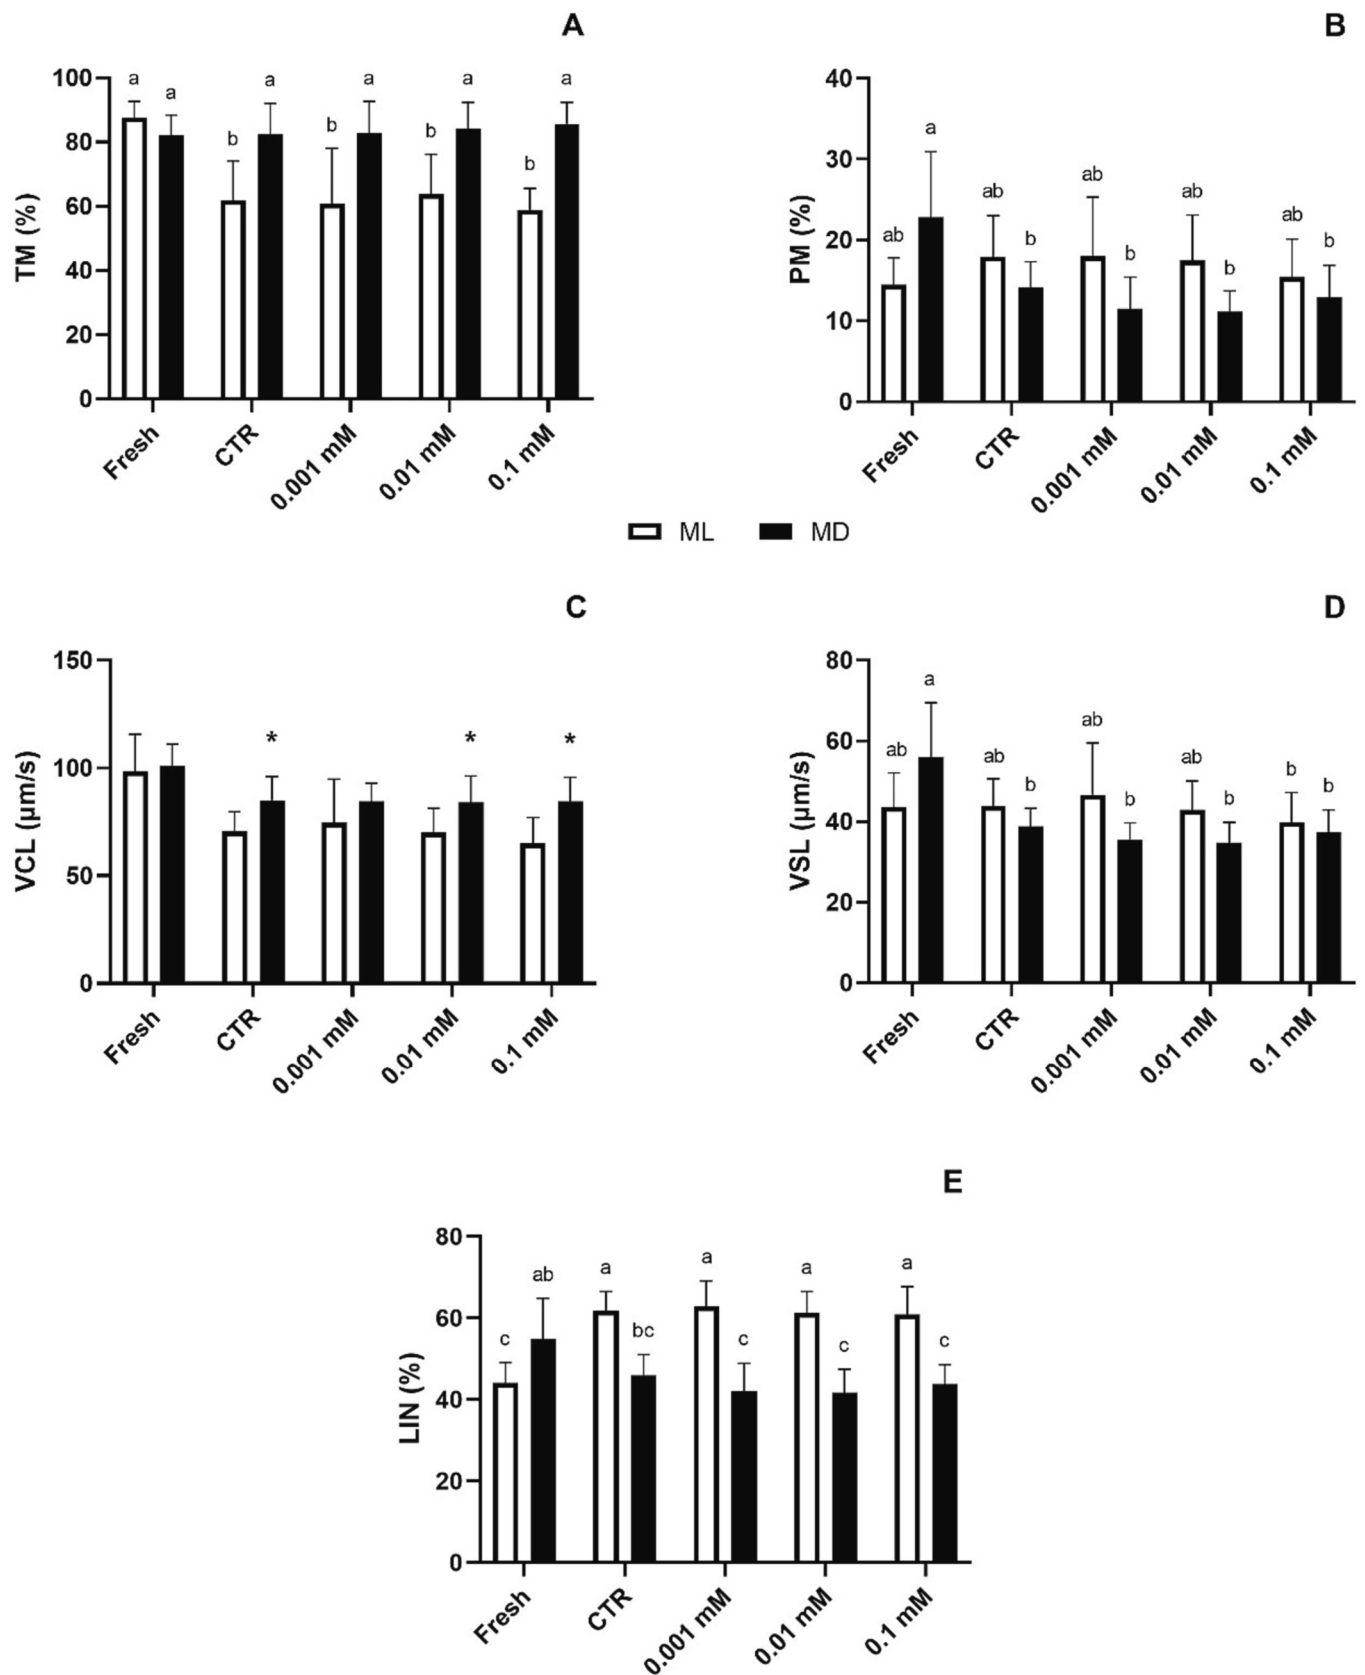 A
100
80
60
40
20
0
TM (%)
a a b a b a b a b a
Fresh CTR 0.001 mM 0.01 mM 0.1 mM
B
40
30
20
10
0
PM (%)
ab a ab b ab b ab b ab b
Fresh CTR 0.001 mM 0.01 mM 0.1 mM
ML MD
C
150
100
50
0
VCL (µm/s)
* * *
Fresh CTR 0.001 mM 0.01 mM 0.1 mM
D
80
60
40
20
0
VSL (µm/s)
ab a ab b ab b ab b b b
Fresh CTR 0.001 mM 0.01 mM 0.1 mM
E
80
60
40
20
0
LIN (%)
c ab a bc a c a c a c
Fresh CTR 0.001 mM 0.01 mM 0.1 mM